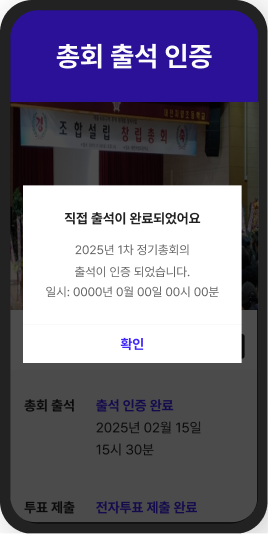 총회 출석 인증
조합설립 창립총회
직접 출석이 완료되었어요
2025년 1차 정기총회의
출석이 인증 되었습니다.
일시: 0000년 0월 00일 00시 00분
확인
총회 출석 출석 인증 완료
2025년 02월 15일
15시 30분
투표 제출 전자투표 제출 완료